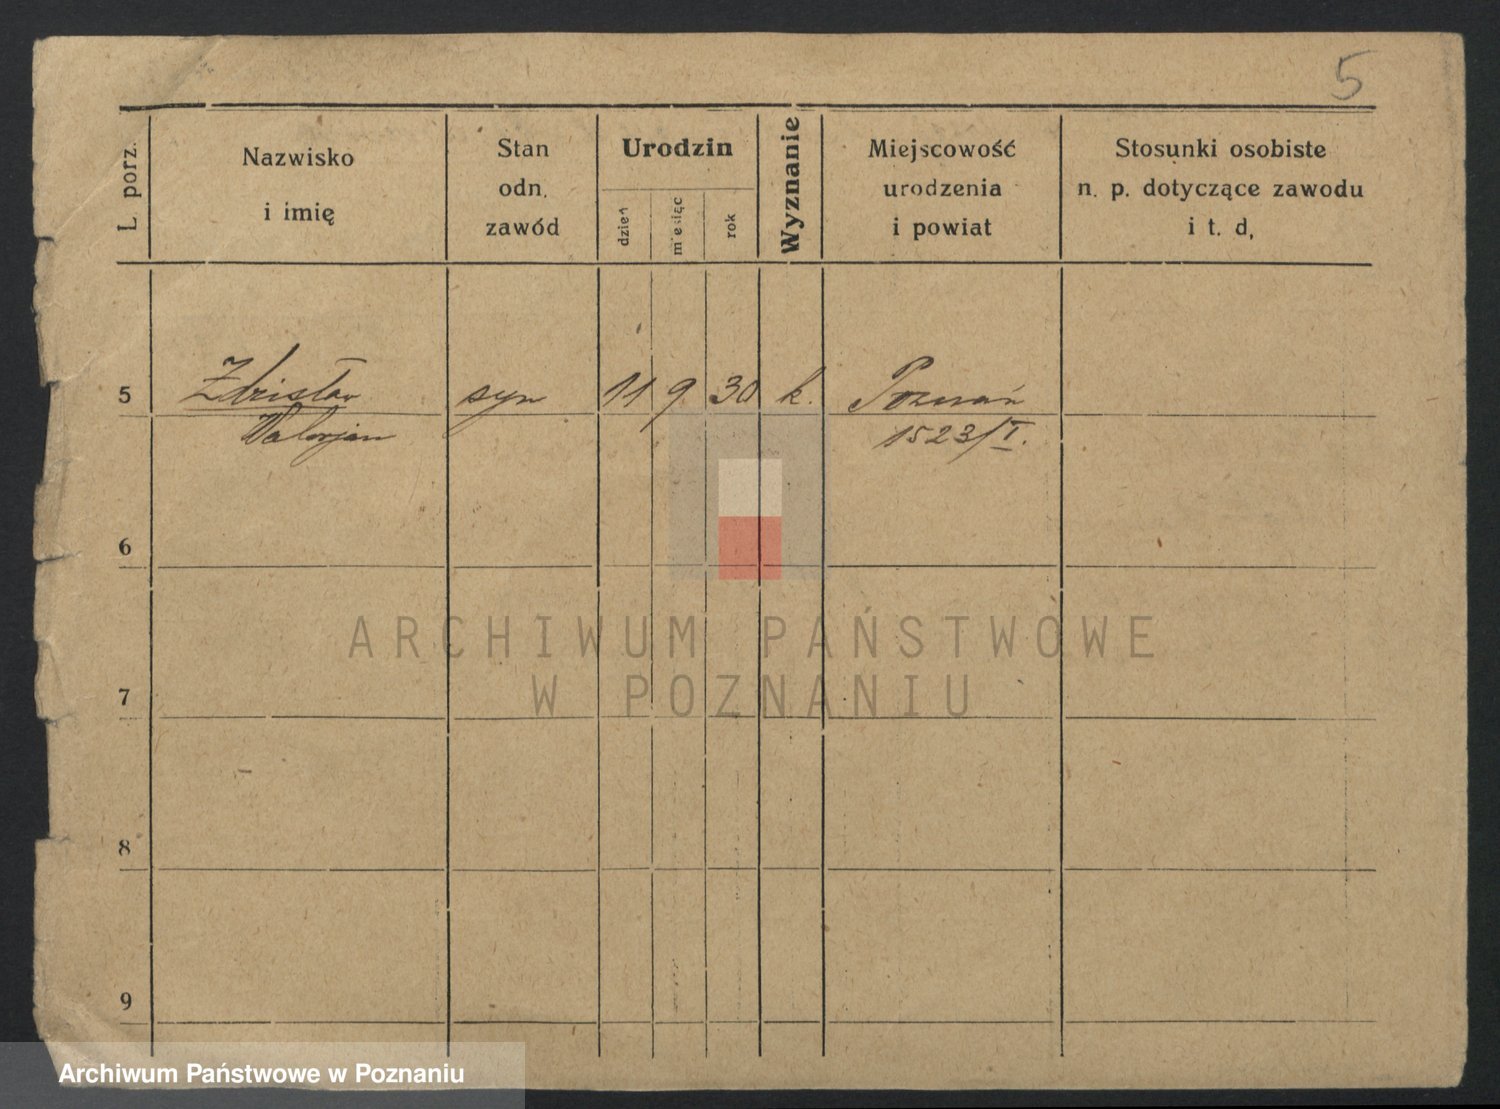 5
L. porz.
Nazwisko
i imię
Stan
odn.
zawód
Urodzin
dzień
miesiąc
rok
Wyznanie
Miejscowość
urodzenia
i powiat
Stosunki osobiste
n. p. dotyczące zawodu
i t. d,
5 Zdzisław syn 11 9 30 k. Poznań
Walerjan 1523/I.
6
7
8
9
ARCHIWUM PAŃSTWOWE
W POZNANIU
Archiwum Państwowe w Poznaniu